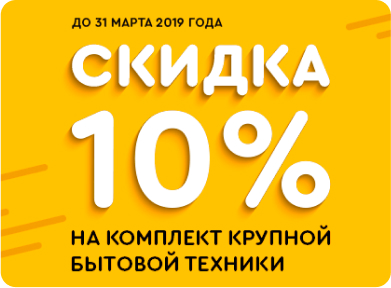 ДО 31 МАРТА 2019 ГОДА
СКИДКА
10%
НА КОМПЛЕКТ КРУПНОЙ
БЫТОВОЙ ТЕХНИКИ